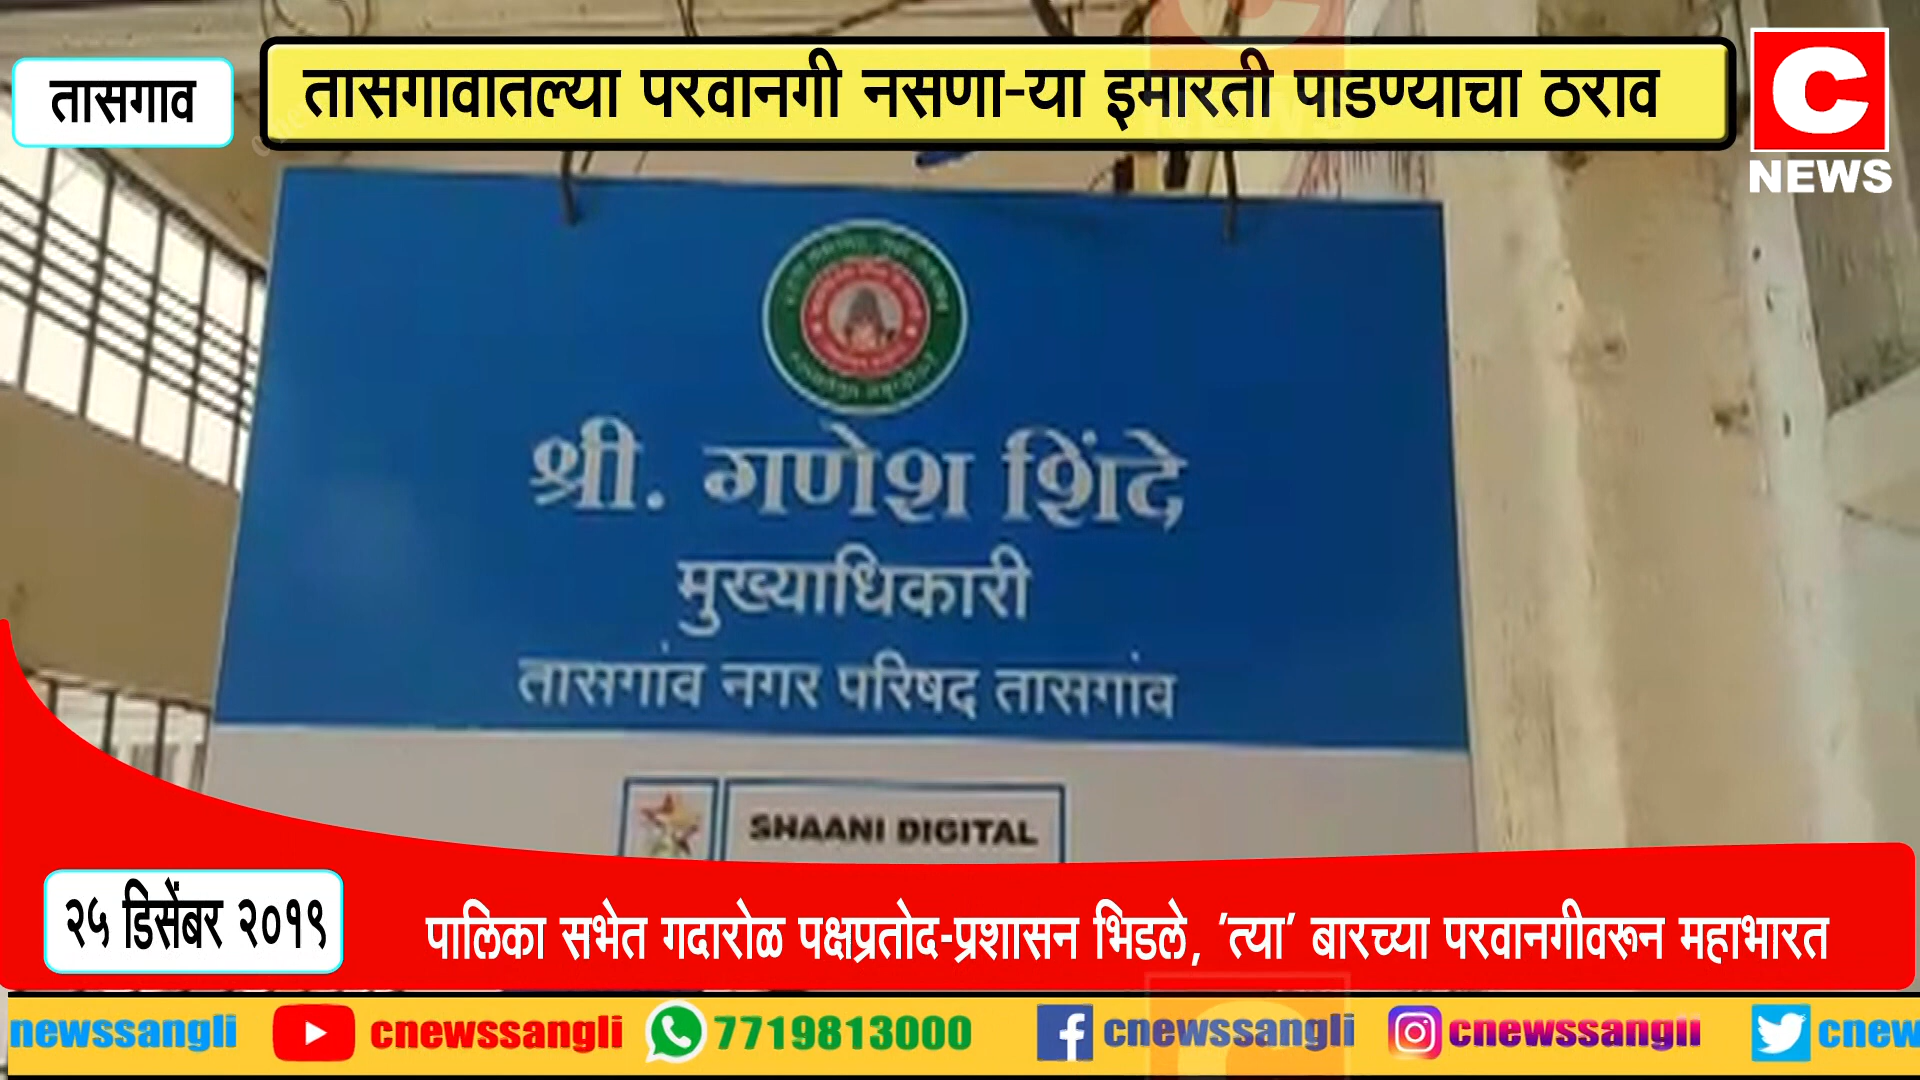 तासगाव
तासगावातल्या परवानगी नसणा-या इमारती पाडण्याचा ठराव
C
NEWS
श्री. गणेश शिंदे
मुख्याधिकारी
तासगांव नगर परिषद तासगांव
SHAANI DIGITAL
२५ डिसेंबर २०१९
पालिका सभेत गदारोळ पक्षप्रतोद-प्रशासन भिडले, 'त्या' बारच्या परवानगीवरून महाभारत
newssangli cnewssangli 7719813000 cnewssangli cnewssangli cnew